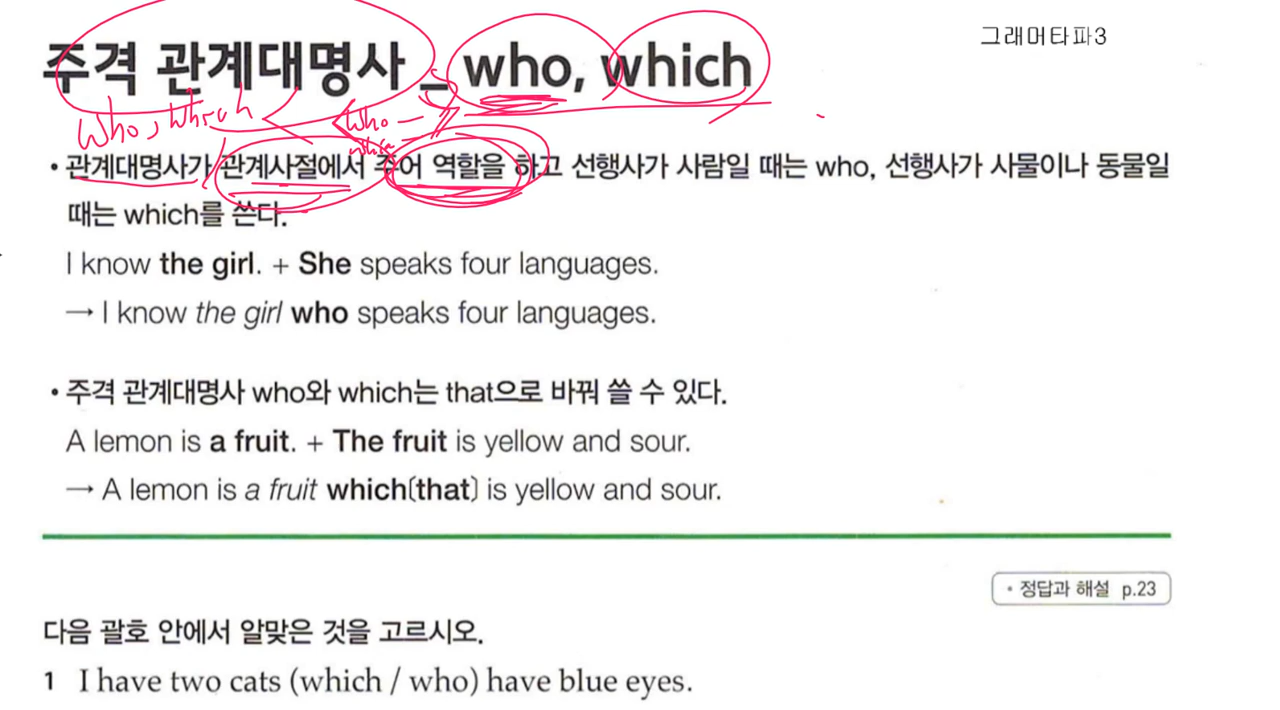 그래머타파3
주격 관계대명사 _ who, which
who, which
who
which
• 관계대명사가 관계사절에서 주어 역할을 하고 선행사가 사람일 때는 who, 선행사가 사물이나 동물일
때는 which를 쓴다.
I know the girl. + She speaks four languages.
→ I know the girl who speaks four languages.
• 주격 관계대명사 who와 which는 that으로 바꿔 쓸 수 있다.
A lemon is a fruit. + The fruit is yellow and sour.
→ A lemon is a fruit which(that) is yellow and sour.
• 정답과 해설 p.23
다음 괄호 안에서 알맞은 것을 고르시오.
1 I have two cats (which / who) have blue eyes.